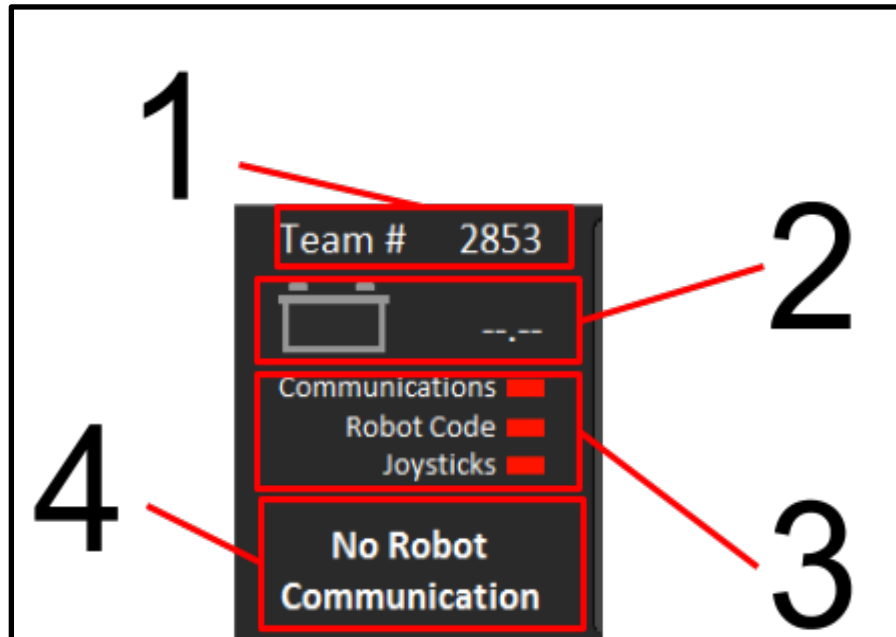 1
Team # 2853
2
--.--
Communications
Robot Code
Joysticks
3
4
No Robot
Communication